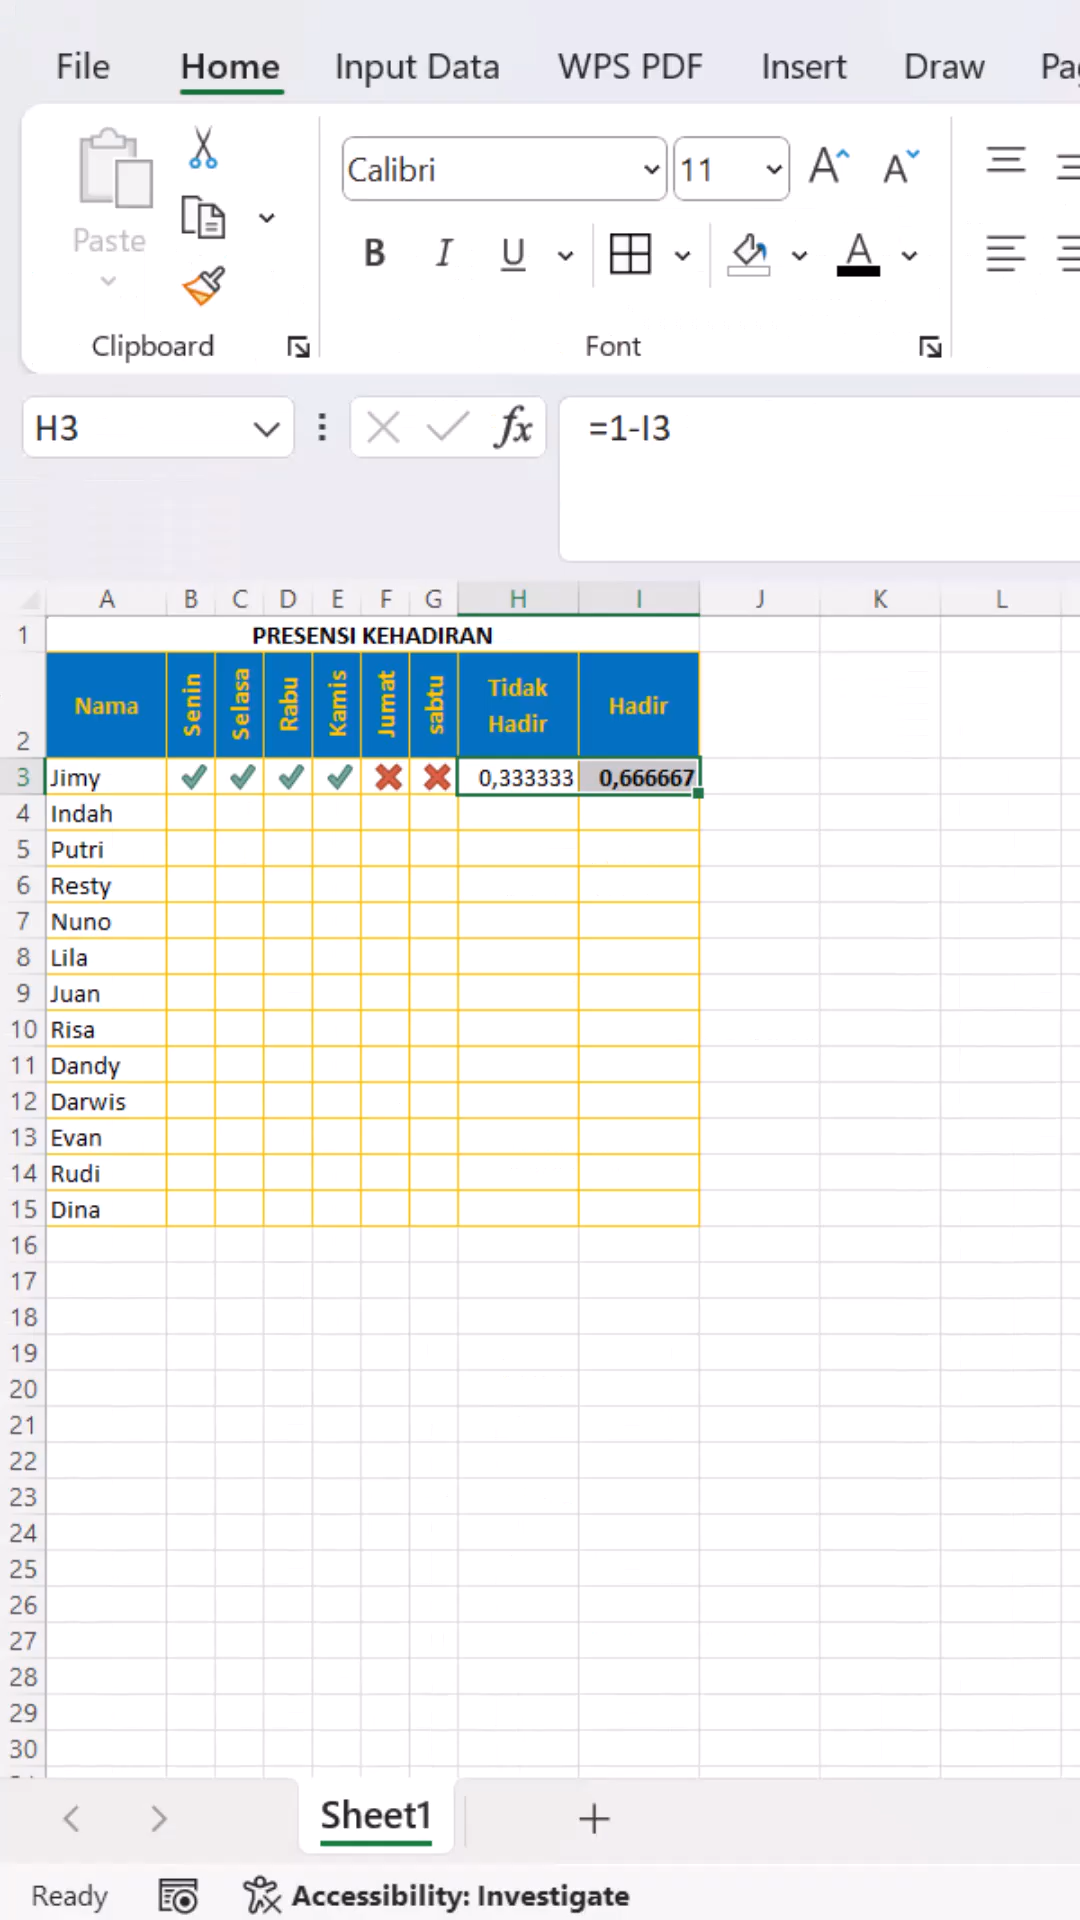 File Home Input Data WPS PDF Insert Draw
Calibri 11 A A
Paste
B I U A
Clipboard Font
H3 fx =1-I3
A B C D E F G H I J K L
1 PRESENSI KEHADIRAN
2 Nama Senin Selasa Rabu Kamis Jumat sabtu Tidak Hadir Hadir
3 Jimy 0,333333 0,666667
4 Indah
5 Putri
6 Resty
7 Nuno
8 Lila
9 Juan
10 Risa
11 Dandy
12 Darwis
13 Evan
14 Rudi
15 Dina
16
17
18
19
20
21
22
23
24
25
26
27
28
29
30
Sheet1
Ready Accessibility: Investigate